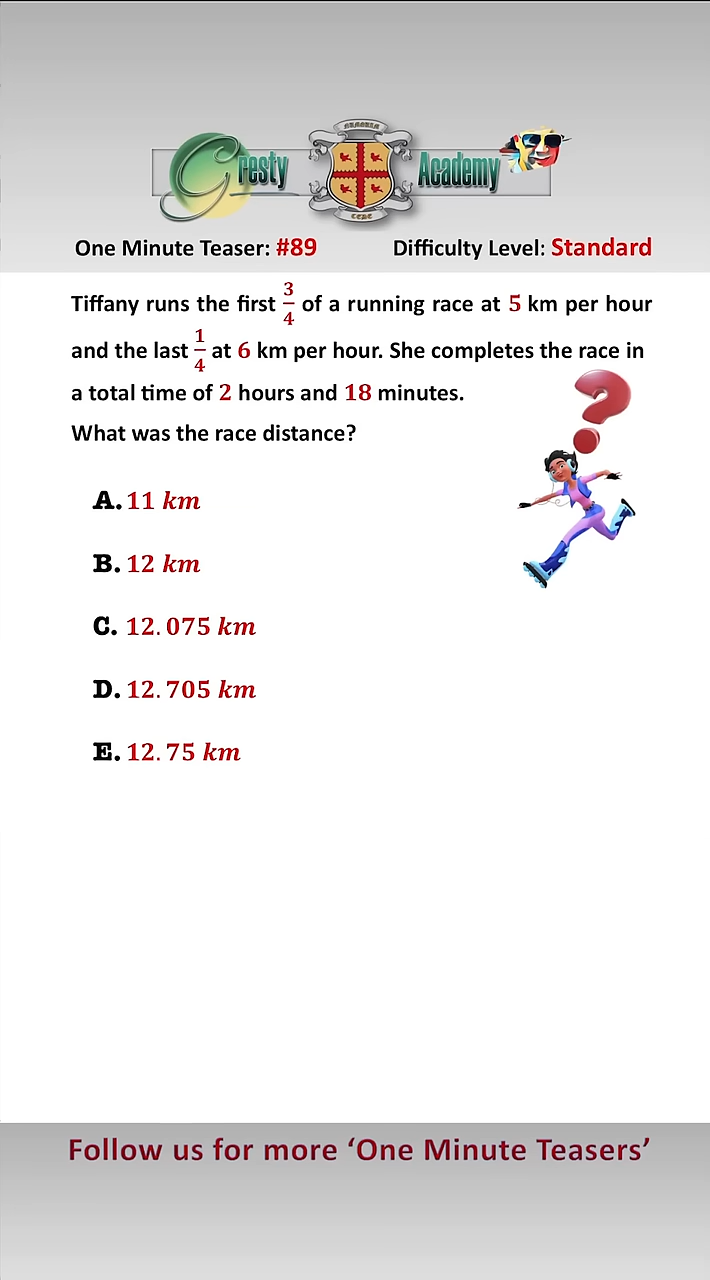 Gresty Academy
One Minute Teaser: #89 Difficulty Level: Standard
Tiffany runs the first 3/4 of a running race at 5 km per hour
and the last 1/4 at 6 km per hour. She completes the race in
a total time of 2 hours and 18 minutes.
What was the race distance?
A. 11 km
B. 12 km
C. 12.075 km
D. 12.705 km
E. 12.75 km
Follow us for more ‘One Minute Teasers’